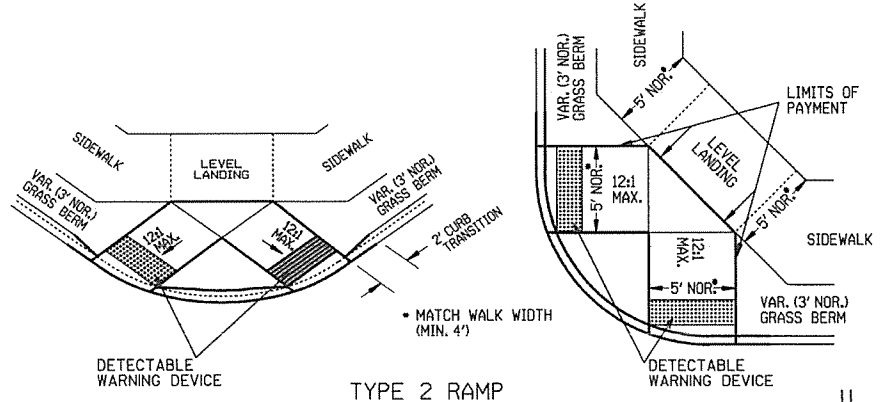 SIDEWALK
LEVEL
LANDING
SIDEWALK
VAR. (3' NOR.)
GRASS BERM
VAR. (3' NOR.)
GRASS BERM
12:1
MAX.
12:1
MAX.
2' CURB
TRANSITION
* MATCH WALK WIDTH
(MIN. 4')
DETECTABLE
WARNING DEVICE
TYPE 2 RAMP
VAR. (3' NOR.)
GRASS BERM
SIDEWALK
5' NOR.*
LIMITS OF
PAYMENT
LEVEL
LANDING
5' NOR.*
12:1
MAX.
5' NOR.*
SIDEWALK
12:1
MAX.
5' NOR.*
VAR. (3' NOR.)
GRASS BERM
DETECTABLE
WARNING DEVICE